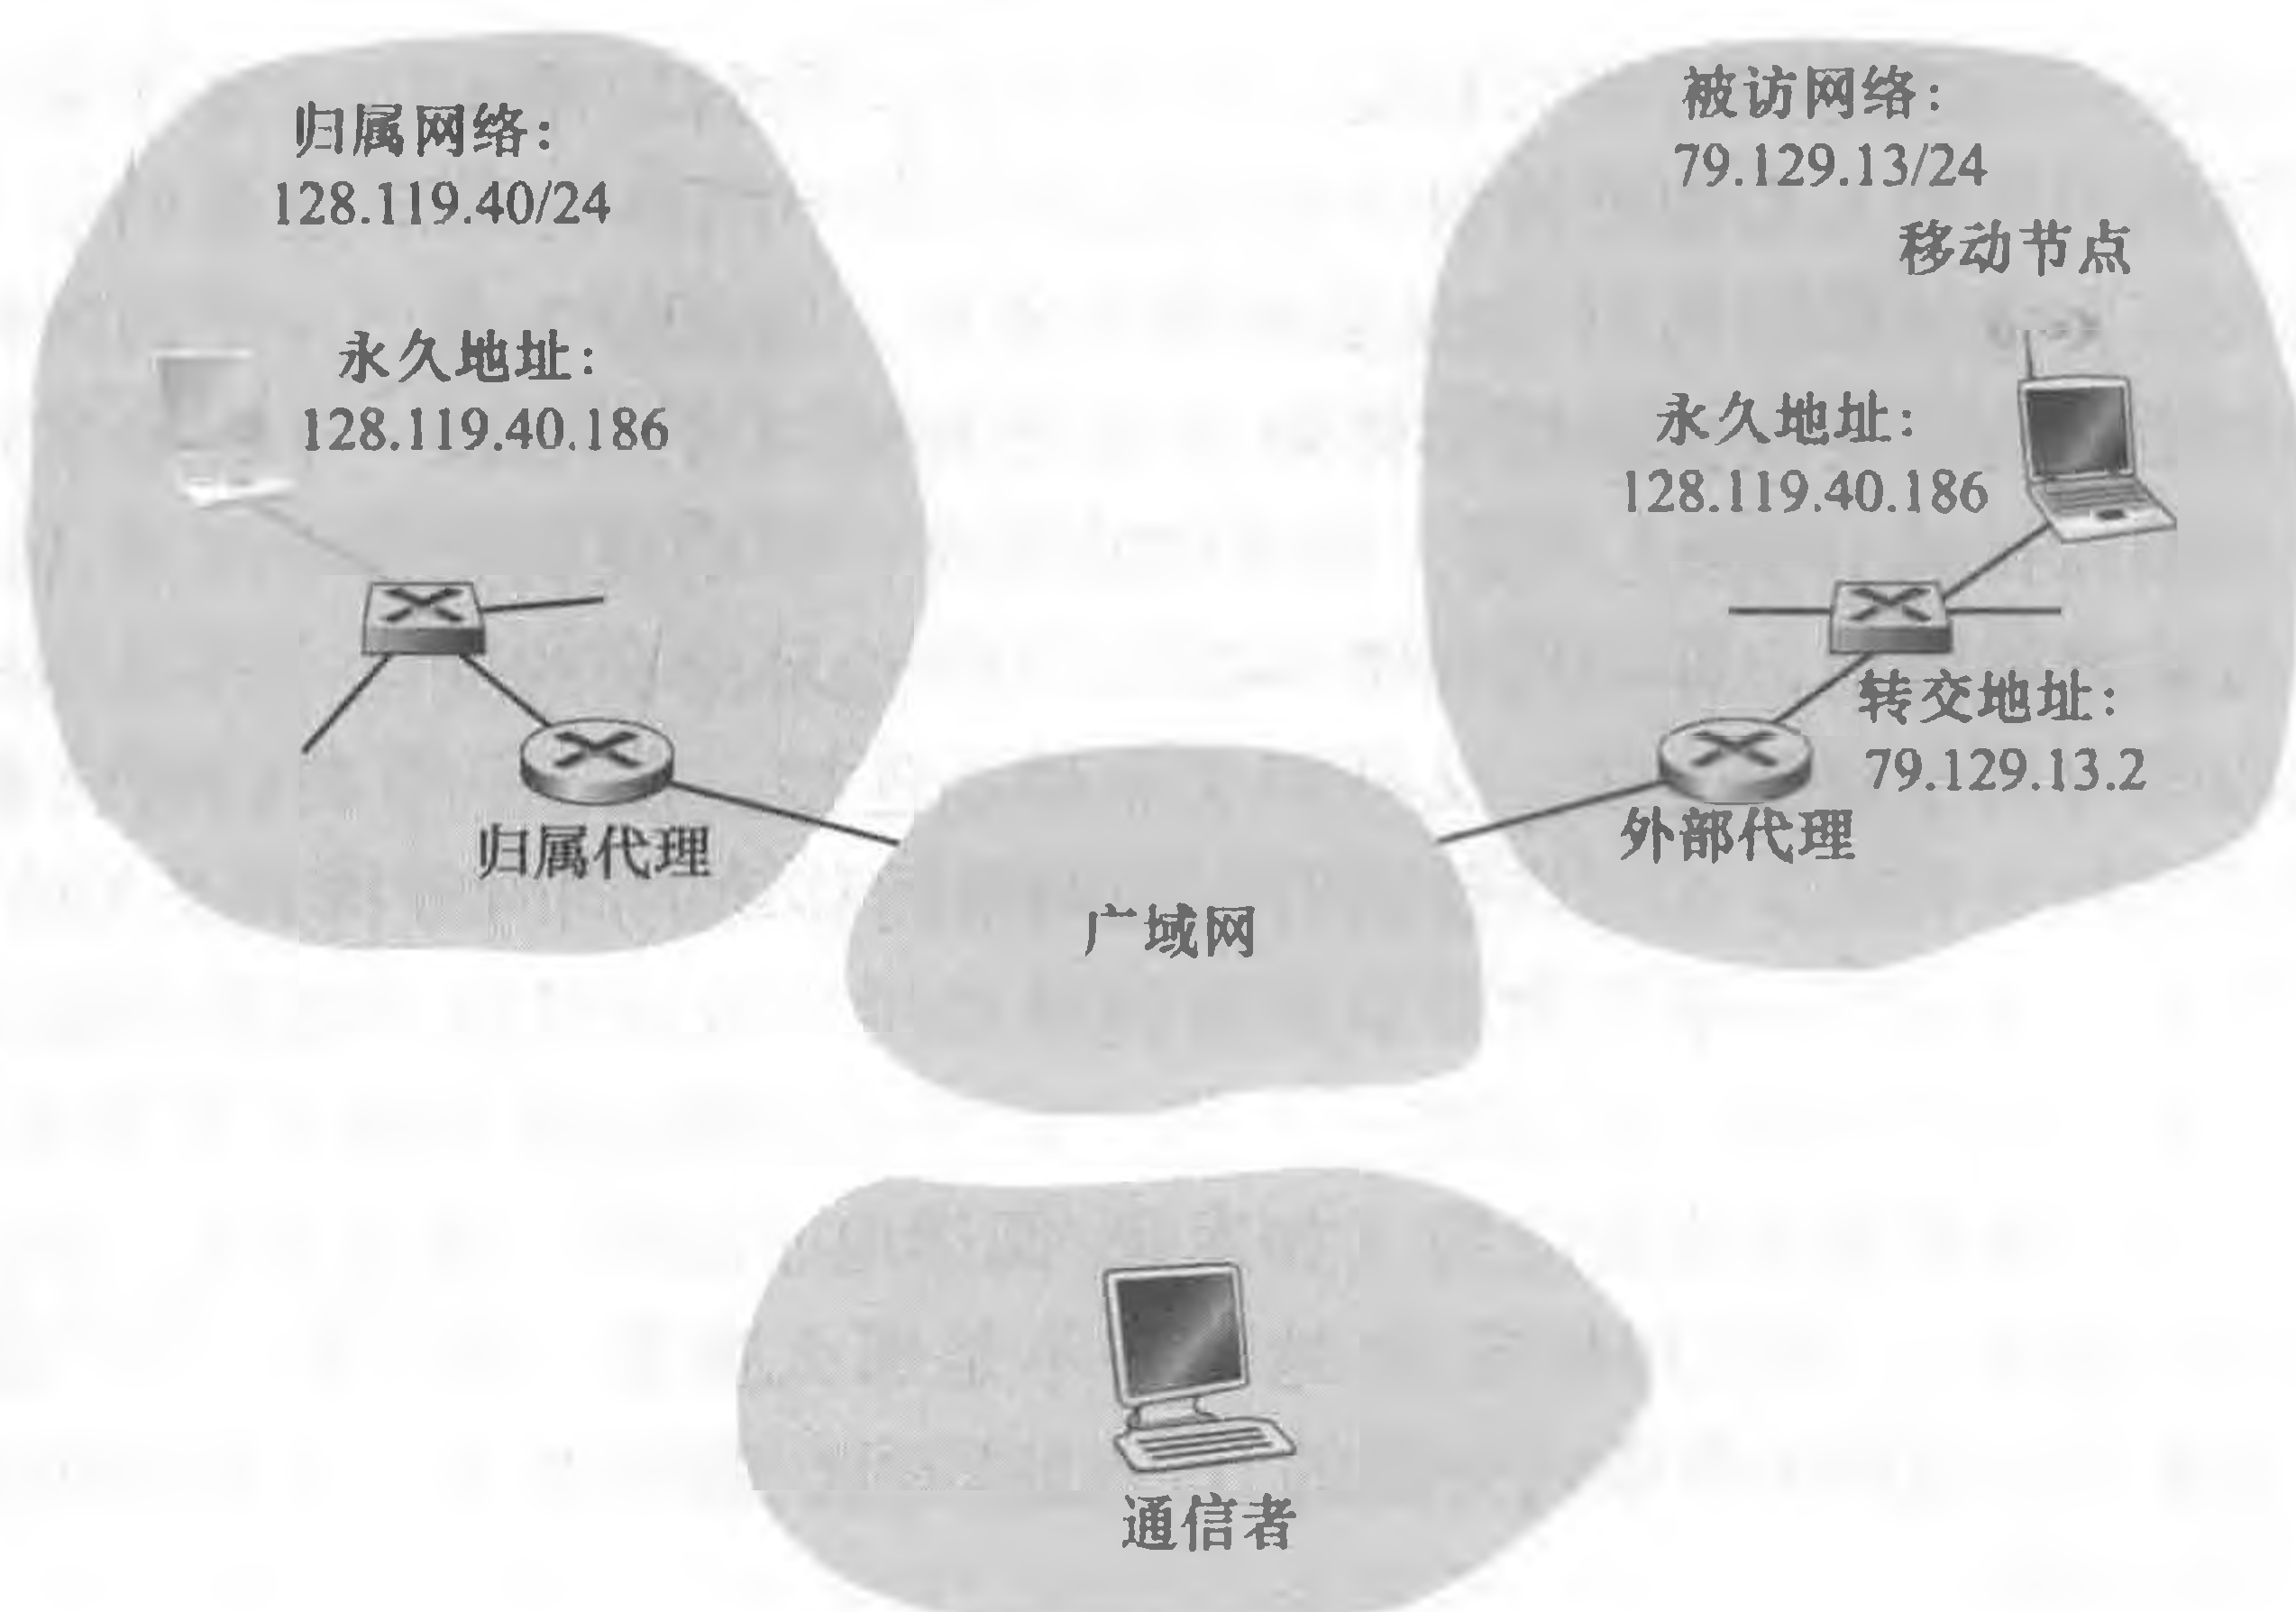 归属网络：
128.119.40/24
永久地址：
128.119.40.186
归属代理
被访网络：
79.129.13/24
移动节点
永久地址：
128.119.40.186
转交地址：
79.129.13.2
外部代理
广域网
通信者